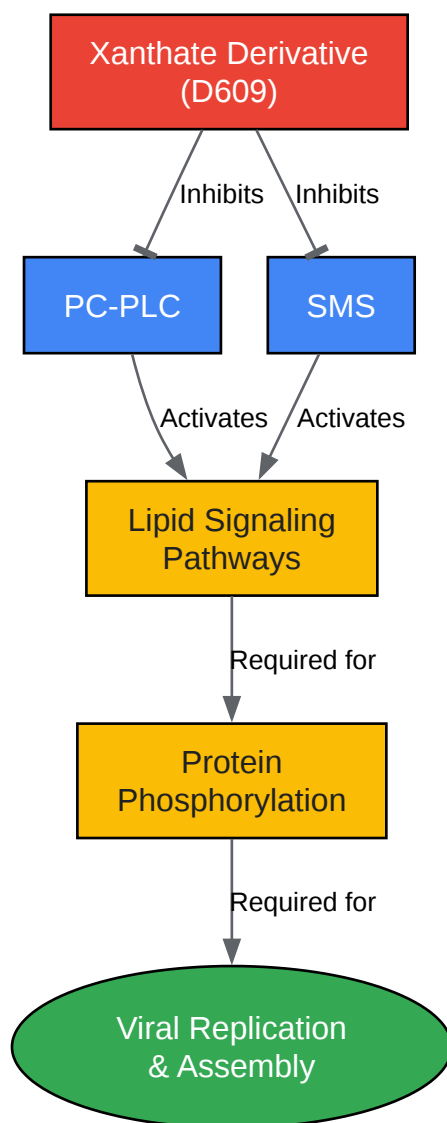 Xanthate Derivative
(D609)
Inhibits
Inhibits
PC-PLC
SMS
Activates
Activates
Lipid Signaling
Pathways
Required for
Protein
Phosphorylation
Required for
Viral Replication
& Assembly